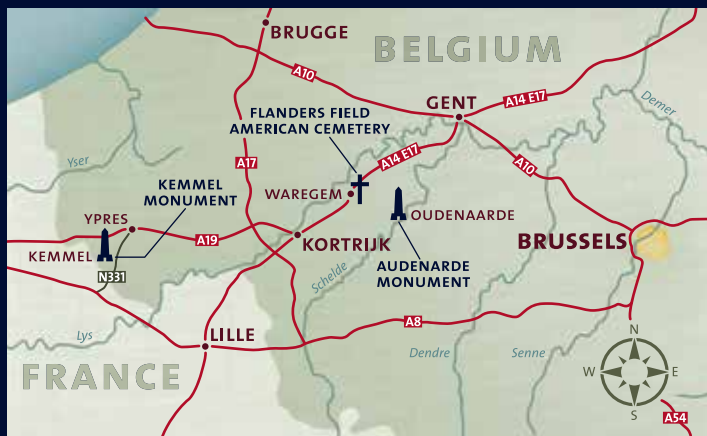 BRUGGE
BELGIUM
A10
GENT
A14 E17
Demer
FLANDERS FIELD
AMERICAN CEMETERY
Yser
A17
A14 E17
A10
KEMMEL
MONUMENT
WAREGEM
YPRES
OUDENAARDE
A19
KORTRIJK
BRUSSELS
KEMMEL
N331
Schelde
AUDENARDE
MONUMENT
Lys
LILLE
A8
Dendre
Senne
FRANCE
N
W
E
S
A54